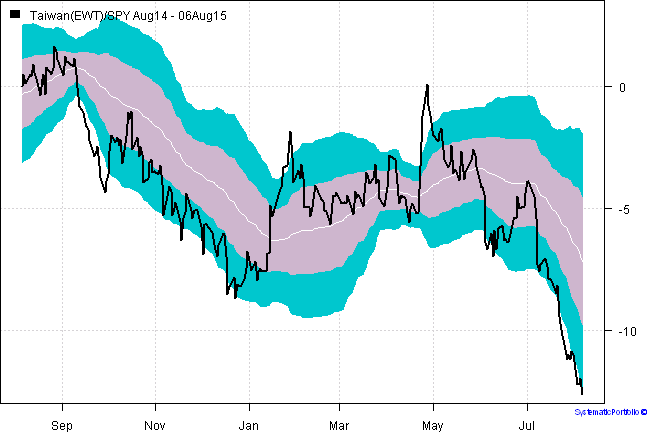 Taiwan(EWT)/SPY Aug14 - 06Aug15
0
-5
-10
Sep Nov Jan Mar May Jul
SystematicPortfolio ©